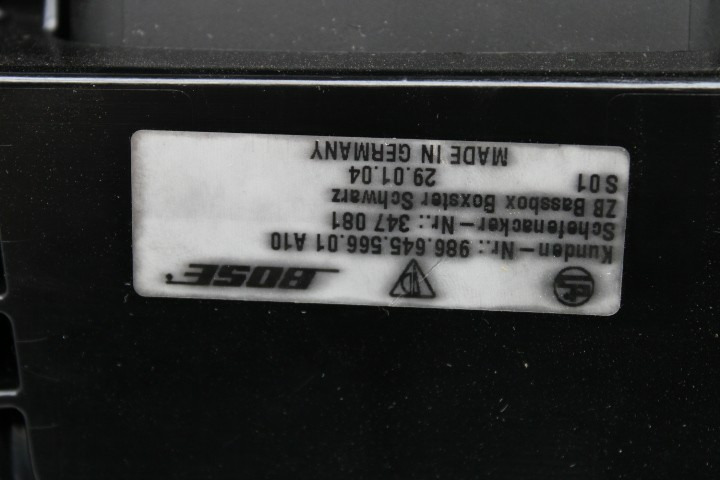 BOSE
Kunden-Nr.: 986.645.566.01 A10
Schefenacker-Nr.: 347 081
ZB Bassbox Boxster Schwarz
29.01.04
S01
MADE IN GERMANY